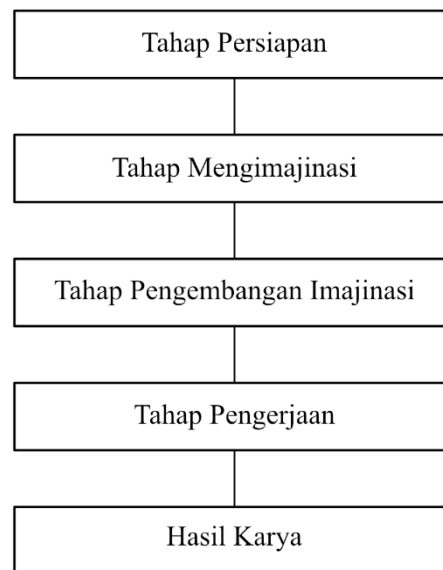 Tahap Persiapan
Tahap Mengimajinasi
Tahap Pengembangan Imajinasi
Tahap Pengerjaan
Hasil Karya